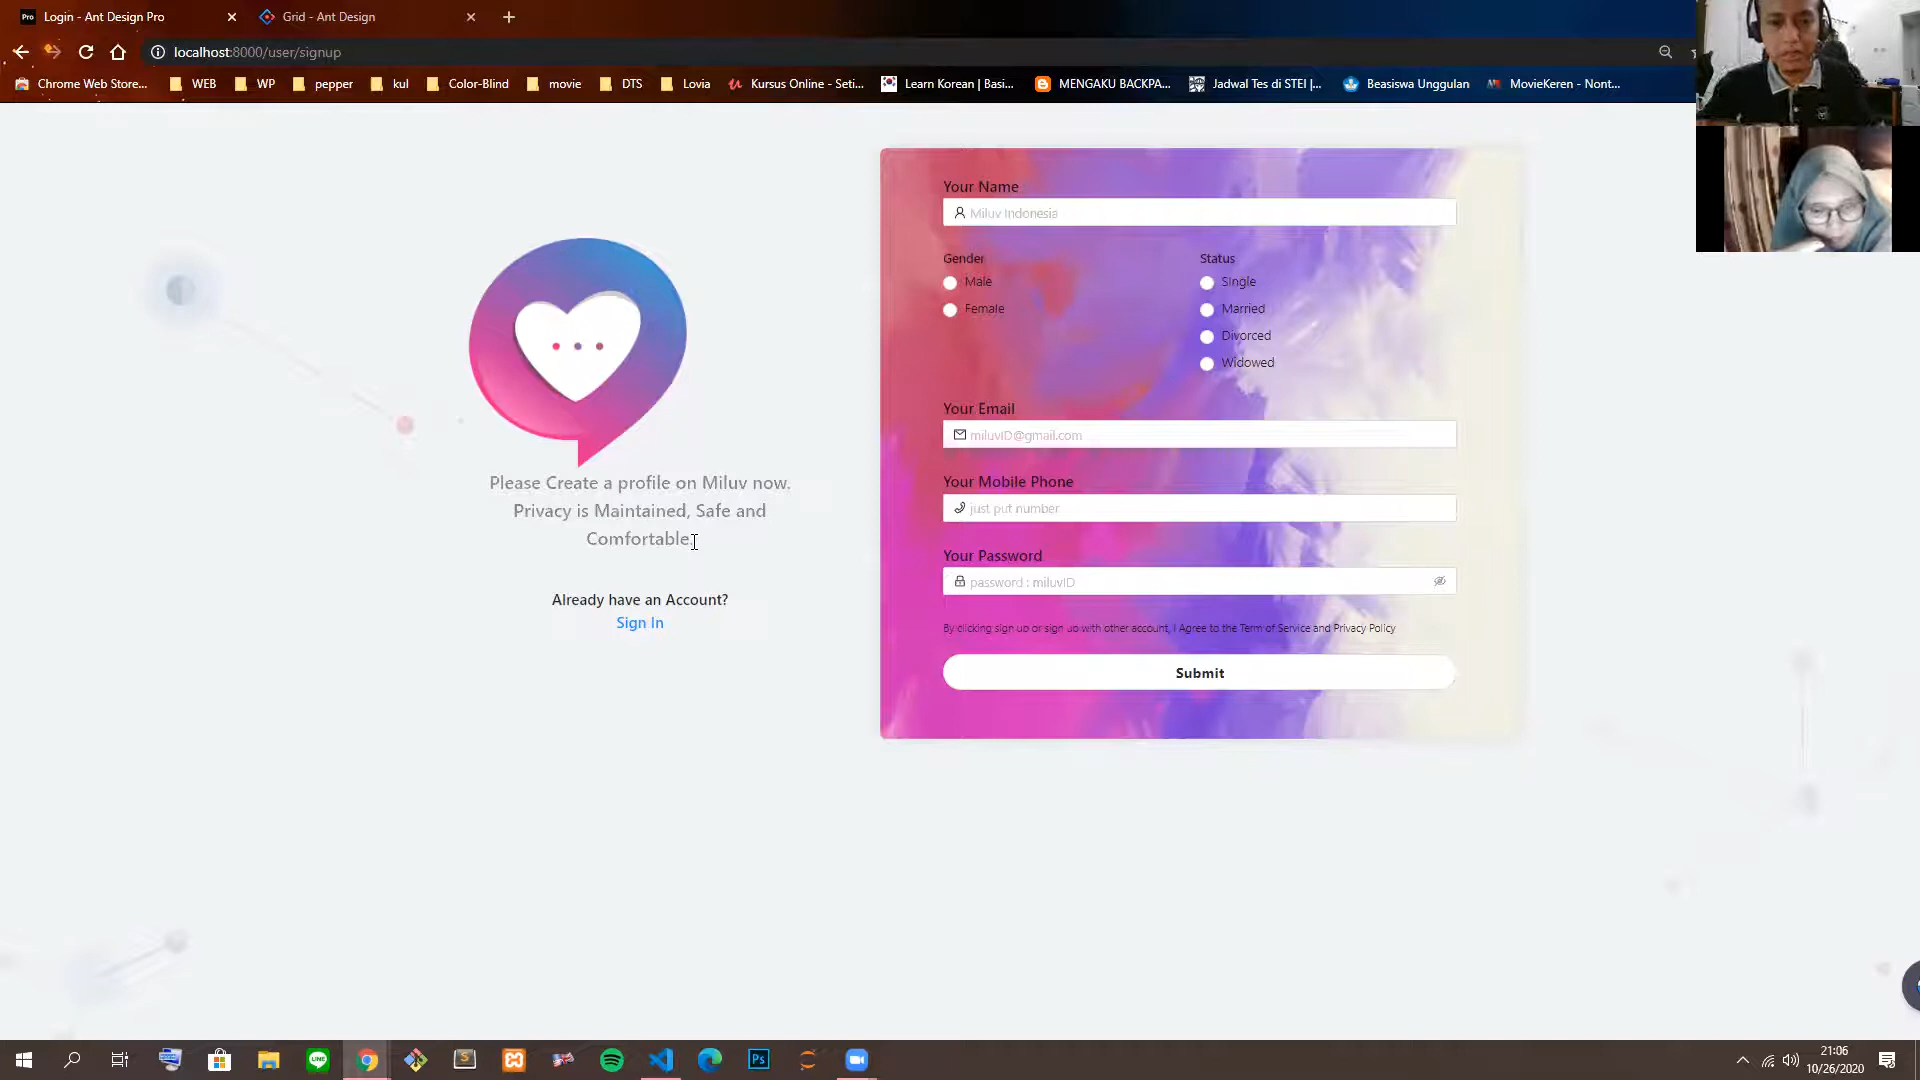 Pro Login - Ant Design Pro
Grid - Ant Design
localhost:8000/user/signup
Chrome Web Store...
WEB
WP
pepper
kul
Color-Blind
movie
DTS
Lovia
Kursus Online - Seti...
Learn Korean | Basi...
MENGAKU BACKPA...
Jadwal Tes di STEI |...
Beasiswa Unggulan
MovieKeren - Nont...
Please Create a profile on Miluv now.
Privacy is Maintained, Safe and
Comfortable.
Already have an Account?
Sign In
Your Name
Miluv Indonesia
Gender
Male
Female
Status
Single
Married
Divorced
Widowed
Your Email
miluvID@gmail.com
Your Mobile Phone
just put number
Your Password
password : miluvID
By clicking sign up or sign up with other account, I Agree to the Term of Service and Privacy Policy
Submit
LINE
S
Ps
21:06
10/26/2020